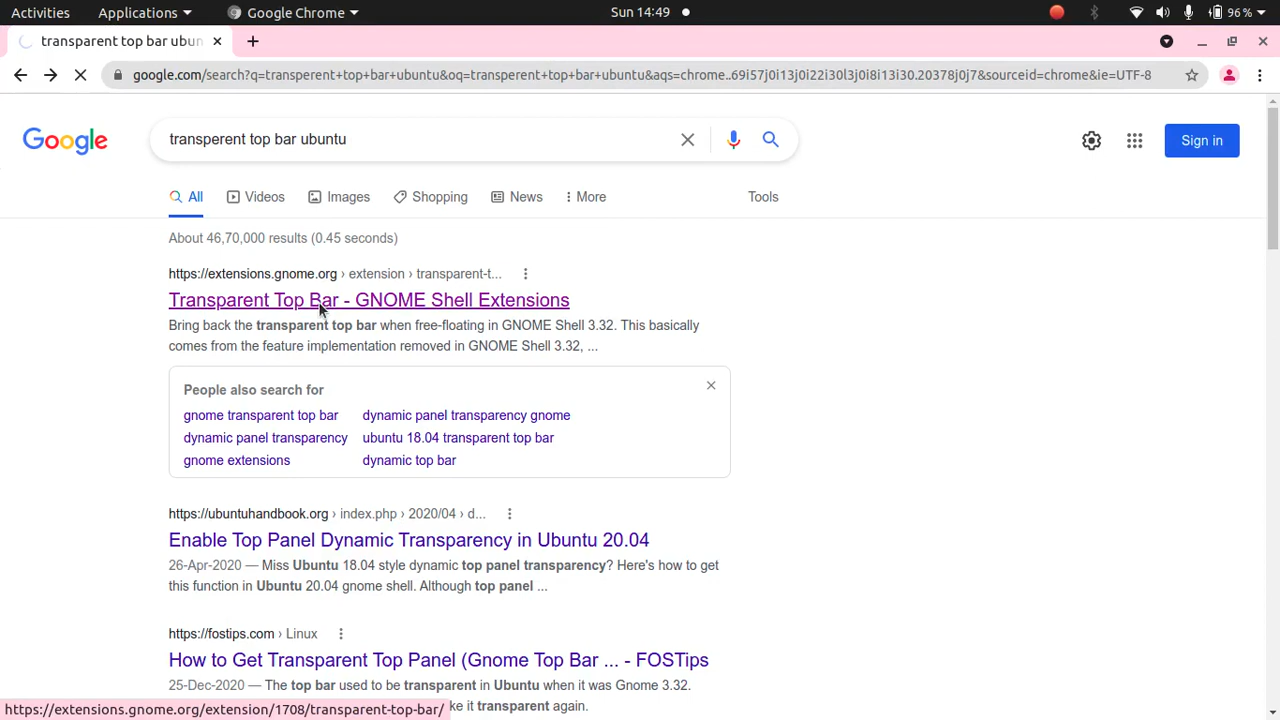 Activities Applications Google Chrome Sun 14:49 96%
transparent top bar ubun
google.com/search?q=transperent+top+bar+ubuntu&oq=transperent+top+bar+ubuntu&aqs=chrome..69i57j0i13j0i22i30l3j0i8i13i30.20378j0j7&sourceid=chrome&ie=UTF-8
Google transperent top bar ubuntu Sign in
All Videos Images Shopping News More Tools
About 46,70,000 results (0.45 seconds)
https://extensions.gnome.org › extension › transparent-t...
Transparent Top Bar - GNOME Shell Extensions
Bring back the transparent top bar when free-floating in GNOME Shell 3.32. This basically
comes from the feature implementation removed in GNOME Shell 3.32, ...
People also search for
gnome transparent top bar dynamic panel transparency gnome
dynamic panel transparency ubuntu 18.04 transparent top bar
gnome extensions dynamic top bar
https://ubuntuhandbook.org › index.php › 2020/04 › d...
Enable Top Panel Dynamic Transparency in Ubuntu 20.04
26-Apr-2020 — Miss Ubuntu 18.04 style dynamic top panel transparency? Here's how to get
this function in Ubuntu 20.04 gnome shell. Although top panel ...
https://fostips.com › Linux
How to Get Transparent Top Panel (Gnome Top Bar ... - FOSTips
25-Dec-2020 — The top bar used to be transparent in Ubuntu when it was Gnome 3.32.
https://extensions.gnome.org/extension/1708/transparent-top-bar/ ke it transparent again.